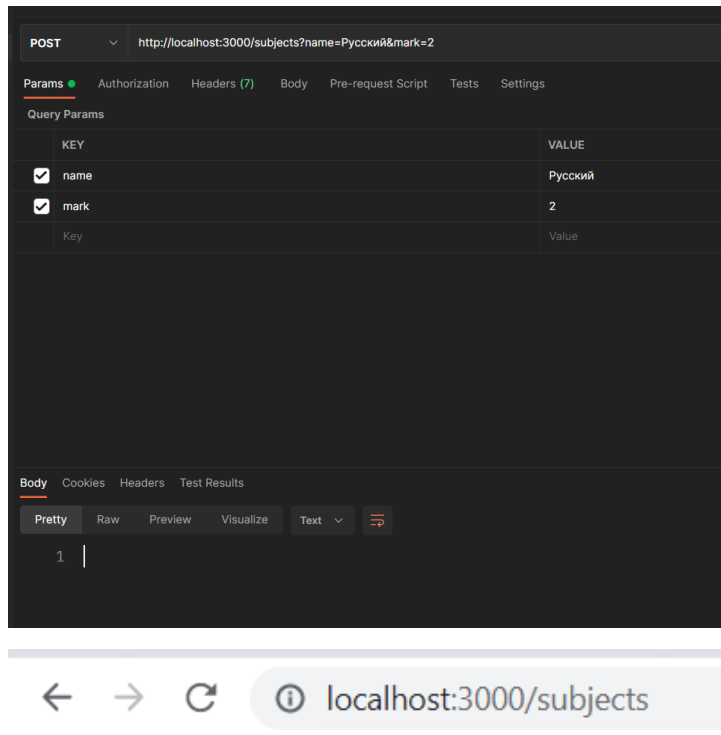 POST http://localhost:3000/subjects?name=Русский&mark=2
Params Authorization Headers (7) Body Pre-request Script Tests Settings
Query Params
KEY VALUE
name Русский
mark 2
Key Value
Body Cookies Headers Test Results
Pretty Raw Preview Visualize Text
1
localhost:3000/subjects